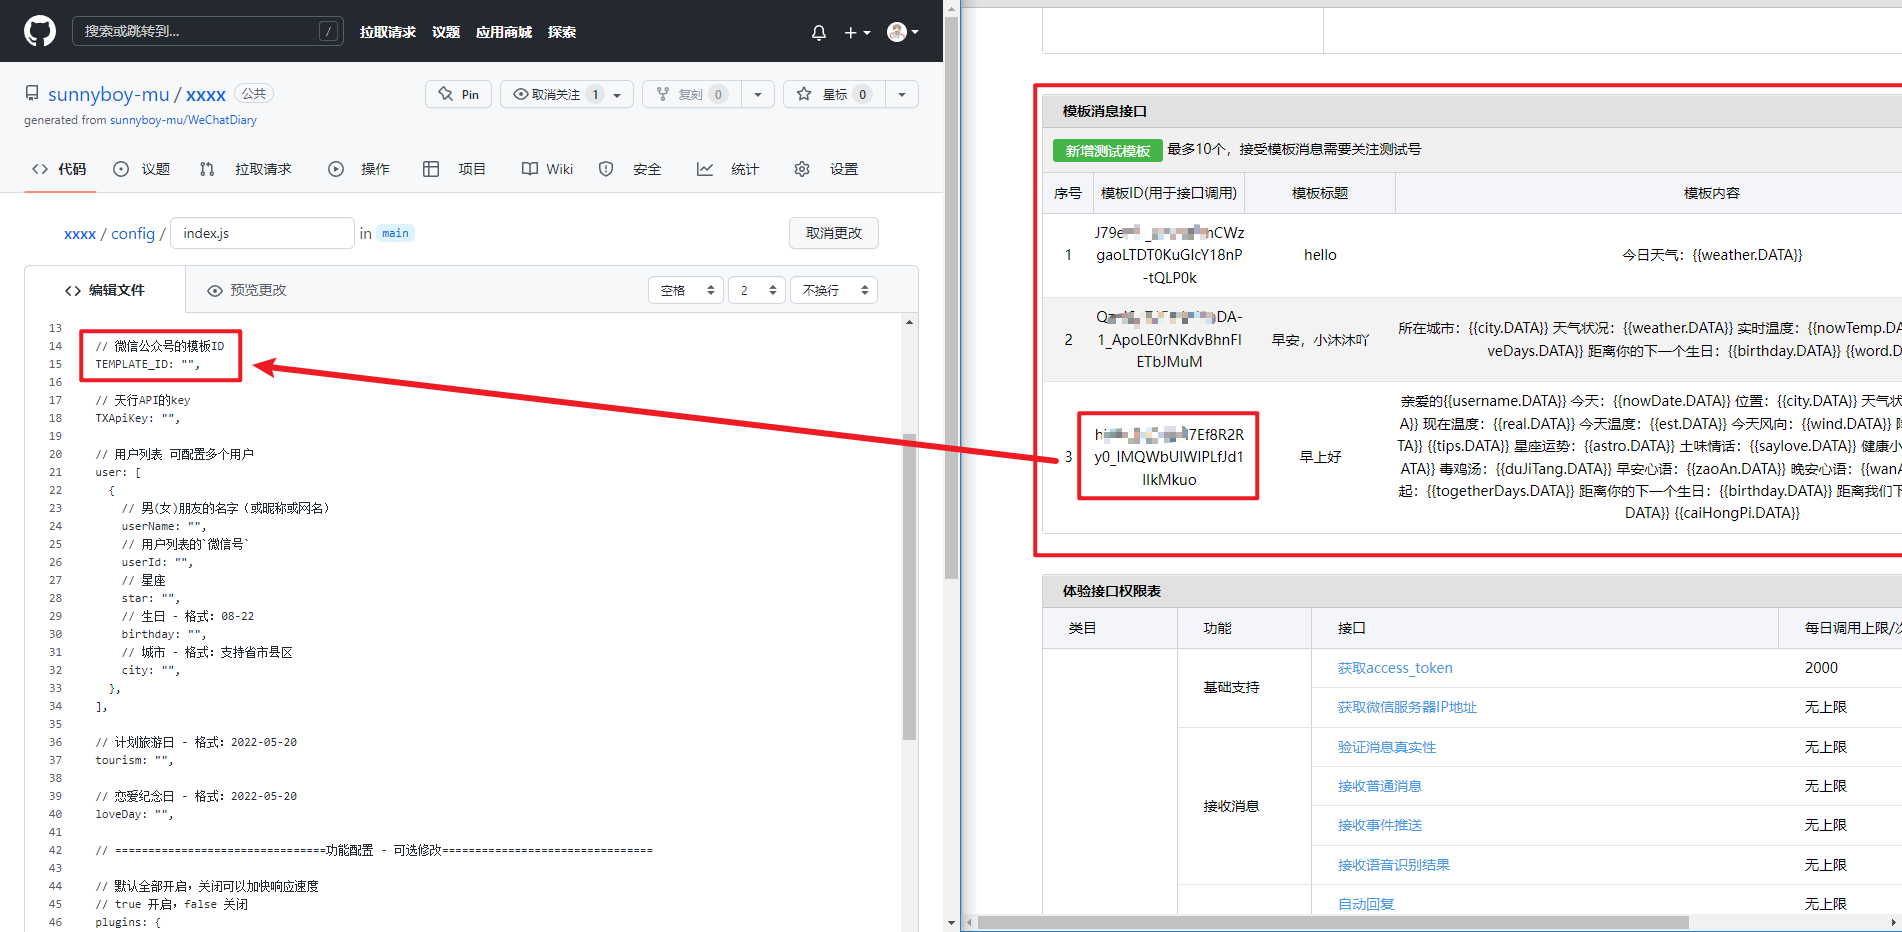 搜索或跳转到...
/
拉取请求 议题 应用商城 探索
sunnyboy-mu / xxxx 公共
generated from sunnyboy-mu/WeChatDiary
Pin
取消关注 1
复刻 0
星标 0
代码
议题
拉取请求
操作
项目
Wiki
安全
统计
设置
xxxx / config / index.js in main
取消更改
编辑文件
预览更改
空格
2
不换行
13
14 // 微信公众号的模板ID
15 TEMPLATE_ID: "",
16
17 // 天行API的key
18 TXApiKey: "",
19
20 // 用户列表 可配置多个用户
21 user: [
22 {
23 // 男(女)朋友的名字（或昵称或网名）
24 userName: "",
25 // 用户列表的`微信号`
26 userId: "",
27 // 星座
28 star: "",
29 // 生日 - 格式：08-22
30 birthday: "",
31 // 城市 - 格式：支持省市县区
32 city: "",
33 },
34 ],
35
36 // 计划旅游日 - 格式：2022-05-20
37 tourism: "",
38
39 // 恋爱纪念日 - 格式：2022-05-20
40 loveDay: "",
41
42 // ================================功能配置 - 可选修改================================
43
44 // 默认全部开启，关闭可以加快响应速度
45 // true 开启，false 关闭
46 plugins: {
模板消息接口
新增测试模板 最多10个，接受模板消息需要关注测试号
序号 模板ID(用于接口调用) 模板标题 模板内容
1
J79
nCWz
gaoLTDT0KuGIcY18nP
-tQLP0k
hello
今日天气：{{weather.DATA}}
2
DA-
1_ApoLE0rNKdvBhnFI
ETbJMuM
早安，小沐沐吖
所在城市：{{city.DATA}} 天气状况：{{weather.DATA}} 实时温度：{{nowTemp.DA
veDays.DATA}} 距离你的下一个生日：{{birthday.DATA}} {{word.D
3
7Ef8R2R
y0_IMQWbUIWIPLfJd1
IIkMkuo
早上好
亲爱的{{username.DATA}} 今天：{{nowDate.DATA}} 位置：{{city.DATA}} 天气状
A}} 现在温度：{{real.DATA}} 今天温度：{{est.DATA}} 今天风向：{{wind.DATA}}
TA}} {{tips.DATA}} 星座运势：{{astro.DATA}} 土味情话：{{saylove.DATA}} 健康小
ATA}} 毒鸡汤：{{duJiTang.DATA}} 早安心语：{{zaoAn.DATA}} 晚安心语：{{wanA
起：{{togetherDays.DATA}} 距离你的下一个生日：{{birthday.DATA}} 距离我们下
DATA}} {{caiHongPi.DATA}}
体验接口权限表
类目 功能 接口 每日调用上限/次
基础支持
获取access_token 2000
获取微信服务器IP地址 无上限
接收消息
验证消息真实性 无上限
接收普通消息 无上限
接收事件推送 无上限
接收语音识别结果 无上限
自动回复 无上限